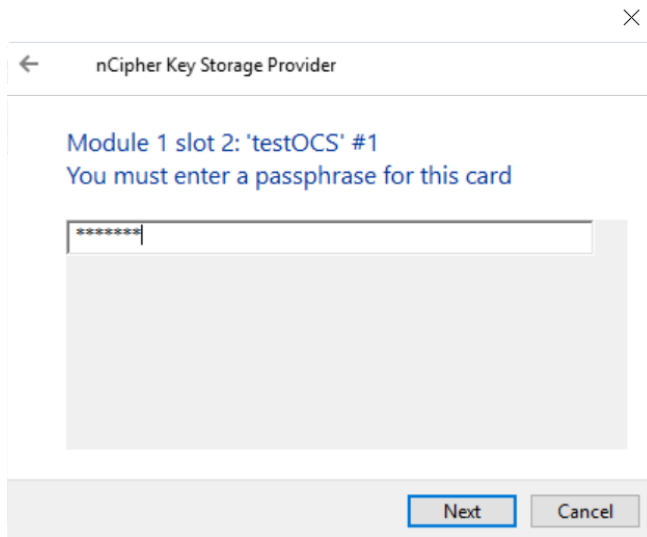 nCipher Key Storage Provider
Module 1 slot 2: 'testOCS' #1
You must enter a passphrase for this card
*******
Next Cancel